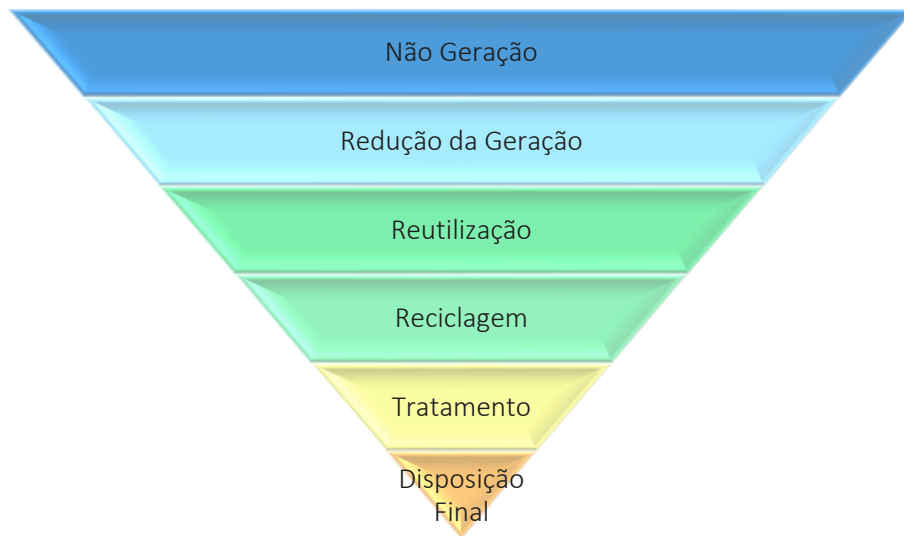 Não Geração
Redução da Geração
Reutilização
Reciclagem
Tratamento
Disposição
Final